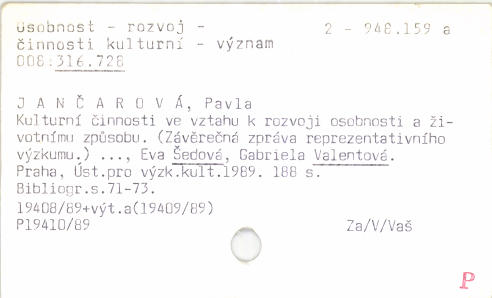 osobnost - rozvoj - 2 - 948.159 a
činnosti kulturní - význam
008:316.728
J A N Č A R O V Á, Pavla
Kulturní činnosti ve vztahu k rozvoji osobnosti a ži-
votnímu způsobu. (Závěrečná zpráva reprezentativního
výzkumu.) ..., Eva Šedová, Gabriela Valentová.
Praha, Úst.pro výzk.kult.1989. 188 s.
Bibliogr.s.71-73.
19408/89+výt.a(19409/89)
P19410/89 Za/V/Vaš
P